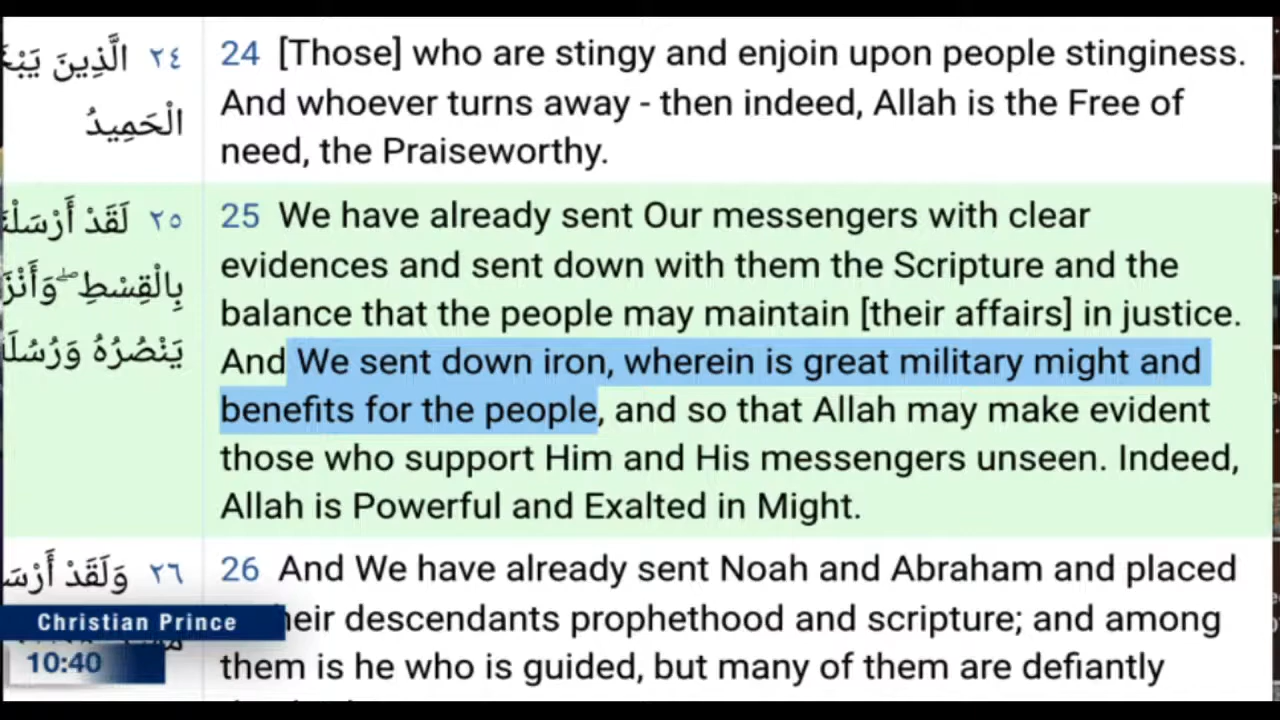 ٢٤ الَّذِينَ
24 [Those] who are stingy and enjoin upon people stinginess.
And whoever turns away - then indeed, Allah is the Free of
الْحَمِيدُ
need, the Praiseworthy.
٢٥ لَقَدْ
25 We have already sent Our messengers with clear
evidences and sent down with them the Scripture and the
بِالْقِسْطِ ۖ
balance that the people may maintain [their affairs] in justice.
يَنْصُرُهُ
And We sent down iron, wherein is great military might and
benefits for the people, and so that Allah may make evident
those who support Him and His messengers unseen. Indeed,
Allah is Powerful and Exalted in Might.
٢٦ وَلَقَدْ
26 And We have already sent Noah and Abraham and placed
Christian Prince
descendants prophethood and scripture; and among
10:40
them is he who is guided, but many of them are defiantly